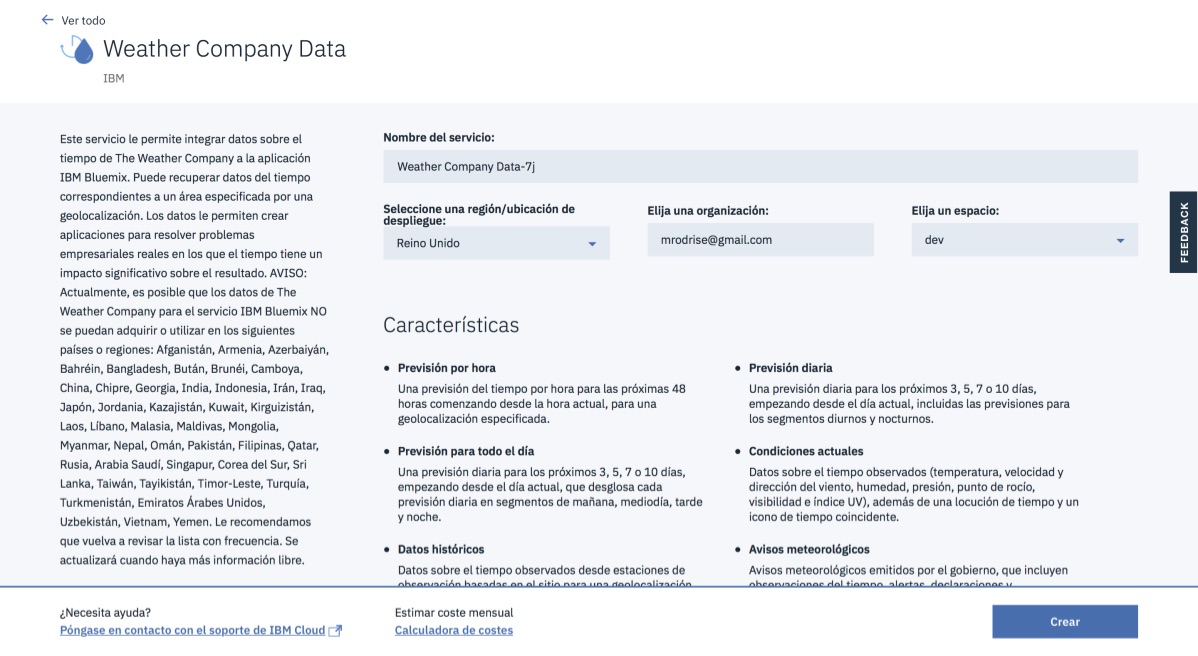 Ver todo
Weather Company Data
IBM
Este servicio le permite integrar datos sobre el
tiempo de The Weather Company a la aplicación
IBM Bluemix. Puede recuperar datos del tiempo
correspondientes a un área especificada por una
geolocalización. Los datos le permiten crear
aplicaciones para resolver problemas
empresariales reales en los que el tiempo tiene un
impacto significativo sobre el resultado. AVISO:
Actualmente, es posible que los datos de The
Weather Company para el servicio IBM Bluemix NO
se puedan adquirir o utilizar en los siguientes
países o regiones: Afganistán, Armenia, Azerbaiyán,
Bahréin, Bangladesh, Bután, Brunéi, Camboya,
China, Chipre, Georgia, India, Indonesia, Irán, Iraq,
Japón, Jordania, Kazajistán, Kuwait, Kirguizistán,
Laos, Líbano, Malasia, Maldivas, Mongolia,
Myanmar, Nepal, Omán, Pakistán, Filipinas, Qatar,
Rusia, Arabia Saudí, Singapur, Corea del Sur, Sri
Lanka, Taiwán, Tayikistán, Timor-Leste, Turquía,
Turkmenistán, Emiratos Árabes Unidos,
Uzbekistán, Vietnam, Yemen. Le recomendamos
que vuelva a revisar la lista con frecuencia. Se
actualizará cuando haya más información libre.
Nombre del servicio:
Weather Company Data-7j
Seleccione una región/ubicación de
despliegue:
Reino Unido
Elija una organización:
mrodrise@gmail.com
Elija un espacio:
dev
Características
• Previsión por hora
Una previsión del tiempo por hora para las próximas 48
horas comenzando desde la hora actual, para una
geolocalización especificada.
• Previsión para todo el día
Una previsión diaria para los próximos 3, 5, 7 o 10 días,
empezando desde el día actual, que desglosa cada
previsión diaria en segmentos de mañana, mediodía, tarde
y noche.
• Datos históricos
Datos sobre el tiempo observados desde estaciones de
observación basadas en el sitio para una geolocalización
• Previsión diaria
Una previsión diaria para los próximos 3, 5, 7 o 10 días,
empezando desde el día actual, incluidas las previsiones para
los segmentos diurnos y nocturnos.
• Condiciones actuales
Datos sobre el tiempo observados (temperatura, velocidad y
dirección del viento, humedad, presión, punto de rocío,
visibilidad e índice UV), además de una locución de tiempo y un
icono de tiempo coincidente.
• Avisos meteorológicos
Avisos meteorológicos emitidos por el gobierno, que incluyen
observaciones del tiempo, alertas, declaraciones y
FEEDBACK
¿Necesita ayuda?
Póngase en contacto con el soporte de IBM Cloud
Estimar coste mensual
Calculadora de costes
Crear